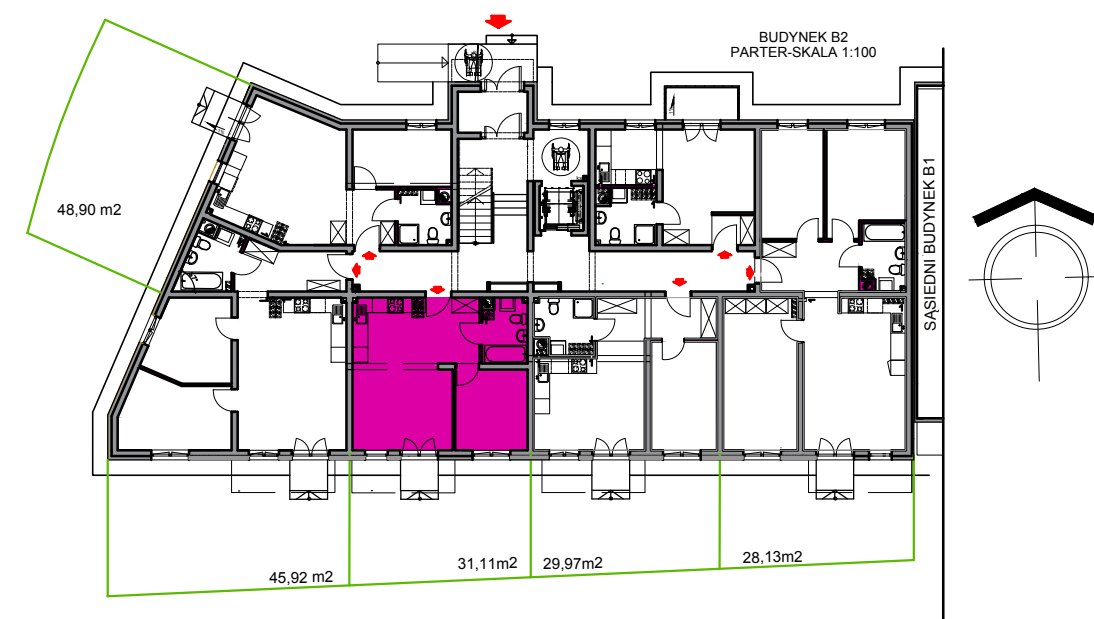 BUDYNEK B2
PARTER-SKALA 1:100
48,90 m2
SĄSIEDNI BUDYNEK B1
45,92 m2
31,11m2
29,97m2
28,13m2